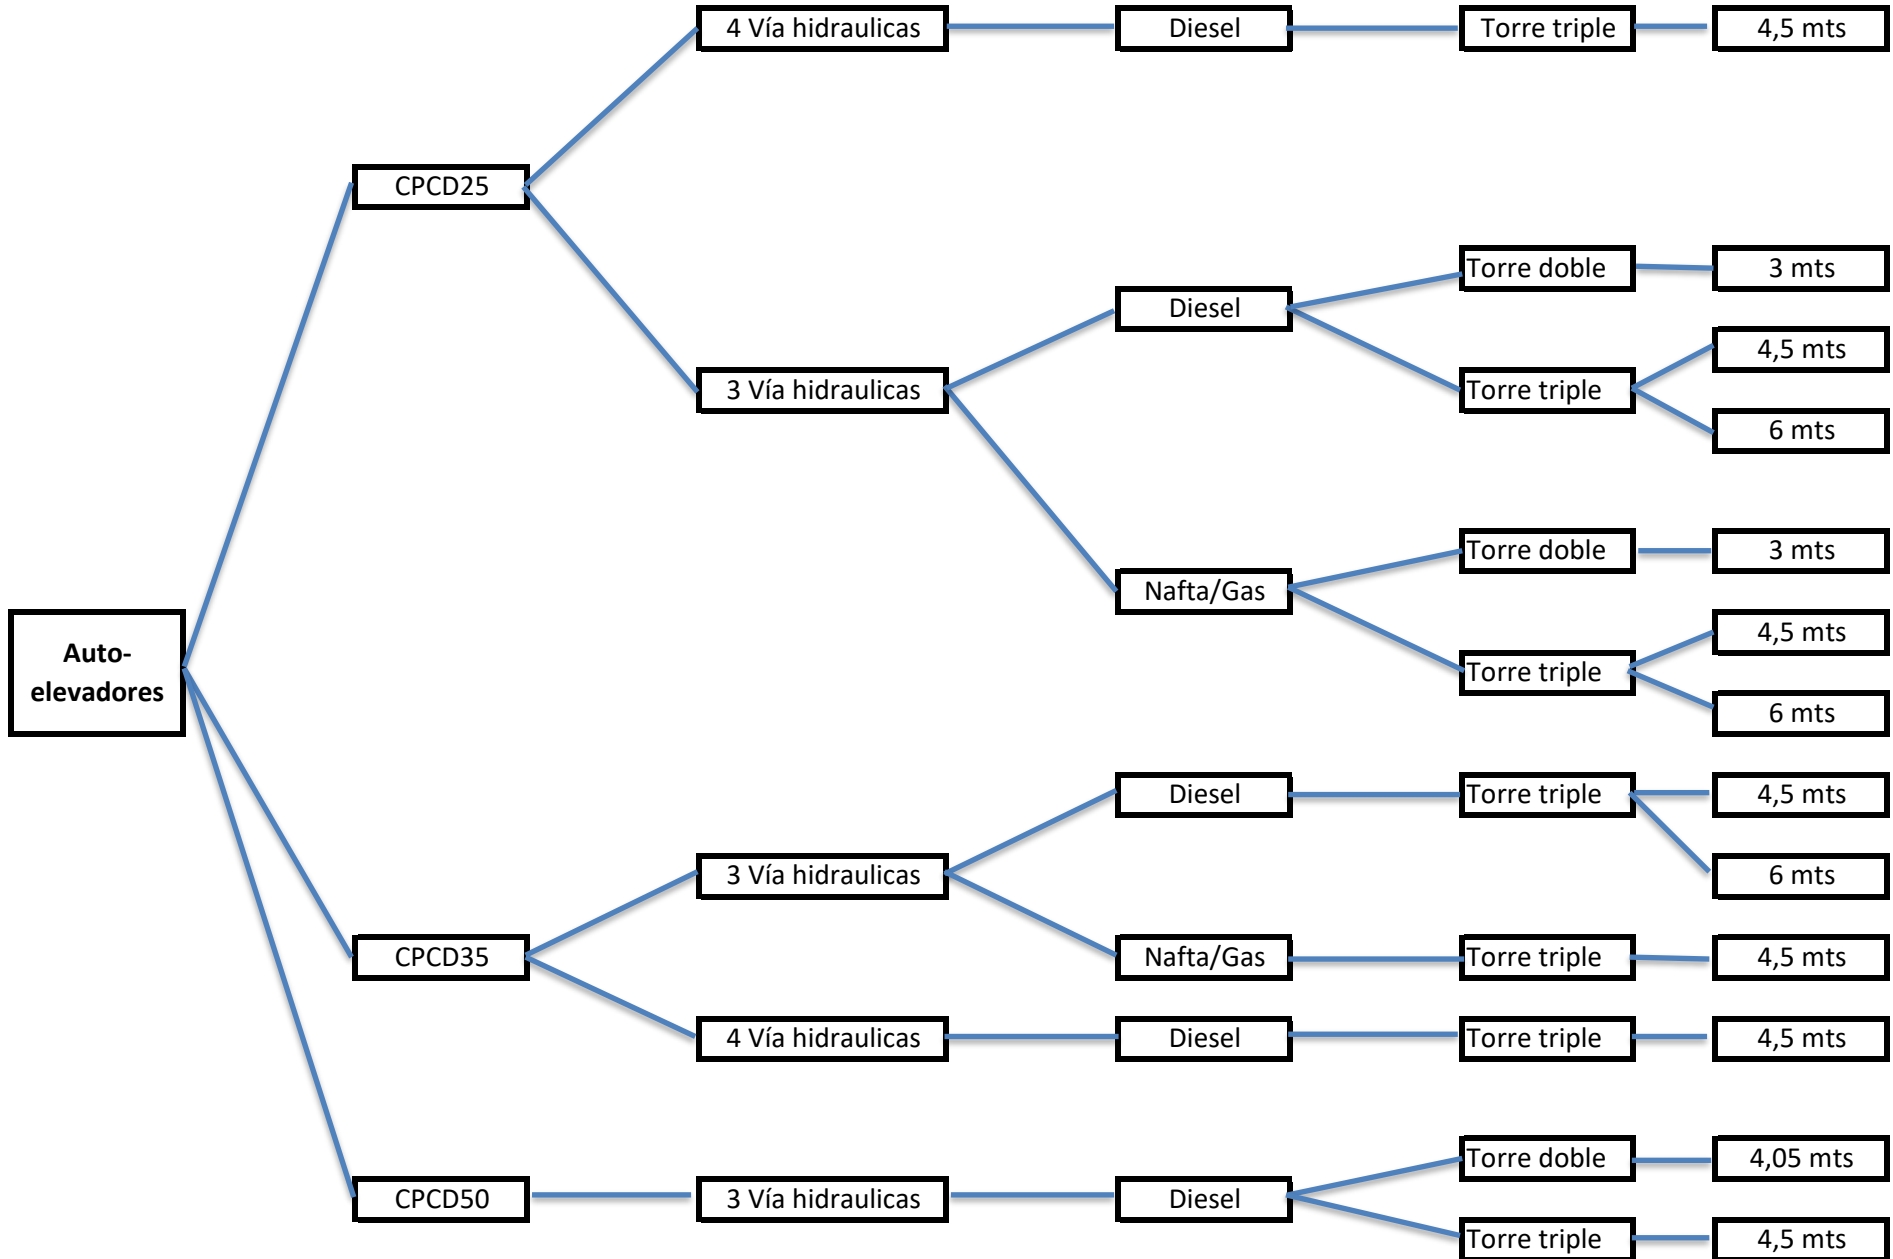 4 Vía hidraulicas
Diesel
Torre triple
4,5 mts
CPCD25
Torre doble
3 mts
Diesel
4,5 mts
3 Vía hidraulicas
Torre triple
6 mts
Torre doble
3 mts
Nafta/Gas
4,5 mts
Auto-
elevadores
Torre triple
6 mts
Diesel
Torre triple
4,5 mts
3 Vía hidraulicas
6 mts
CPCD35
Nafta/Gas
Torre triple
4,5 mts
4 Vía hidraulicas
Diesel
Torre triple
4,5 mts
Torre doble
4,05 mts
CPCD50
3 Vía hidraulicas
Diesel
Torre triple
4,5 mts